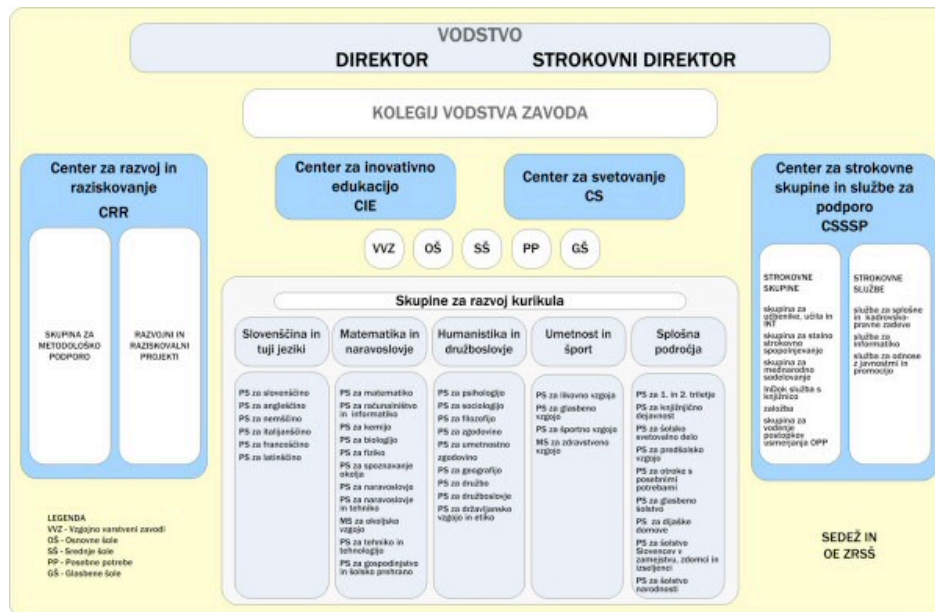 VODSTVO
DIREKTOR STROKOVNI DIREKTOR
KOLEGIJ VODSTVA ZAVODA
Center za razvoj in
raziskovanje
CRR
SKUPINA ZA
METODOLOŠKO
PODPORO
RAZVOJNI IN
RAZISKOVALNI
PROJEKTI
Center za inovativno
edukacijo
CIE
Center za svetovanje
CS
VVZ OŠ SŠ PP GŠ
Skupine za razvoj kurikula
Slovenščina in
tuji jeziki
PS za slovenščino
PS za angleščino
PS za nemščino
PS za italijanščino
PS za francoščino
PS za latinščino
Matematika in
naravoslovje
PS za matematiko
PS za računalništvo
in informatiko
PS za kemijo
PS za biologijo
PS za fiziko
PS za spoznavanje
okolja
PS za naravoslovje
PS za naravoslovje
in tehniko
MS za okoljsko
vzgojo
PS za tehniko in
tehnologijo
PS za gospodinjstvo
in šolsko prehrano
Humanistika in
družboslovje
PS za psihologijo
PS za sociologijo
PS za filozofijo
PS za zgodovino
PS za umetnostno
zgodovino
PS za geografijo
PS za družbo
PS za družboslovje
PS za državljansko
vzgojo in etiko
Umetnost in
šport
PS za likovno vzgojo
PS za glasbeno
vzgojo
PS za športno vzgojo
MS za zdravstveno
vzgojo
Splošna
področja
PS za 1. in 2. triletje
PS za knjižnično
dejavnost
PS za šolsko
svetovalno delo
PS za predšolsko
vzgojo
PS za otroke s
posebnimi
potrebami
PS za glasbeno
šolstvo
PS za dijaške
domove
PS za šolstvo
Slovencev v
zamejstvu, zdomci in
izseljenci
PS za šolstvo
narodnosti
Center za strokovne
skupine in službe za
podporo
CSSSP
STROKOVNE
SKUPINE
skupina za
učbenike, učila in
IKT
skupina za stalno
strokovno
spopolnjevanje
skupina za
mednarodno
sodelovanje
InDok služba s
knjižnico
založba
skupina za
vodenje
postopkov
usmerjanja OPP
STROKOVNE
SLUŽBE
služba za splošne
in kadrovsko-
pravne zadeve
služba za
informatiko
služba za odnose
z javnostmi in
promocijo
LEGENDA
VVZ - Vzgojno varstveni zavodi
OŠ - Osnovne šole
SŠ - Srednje šole
PP - Posebne potrebe
GŠ - Glasbene šole
SEDEŽ IN
OE ZRSŠ